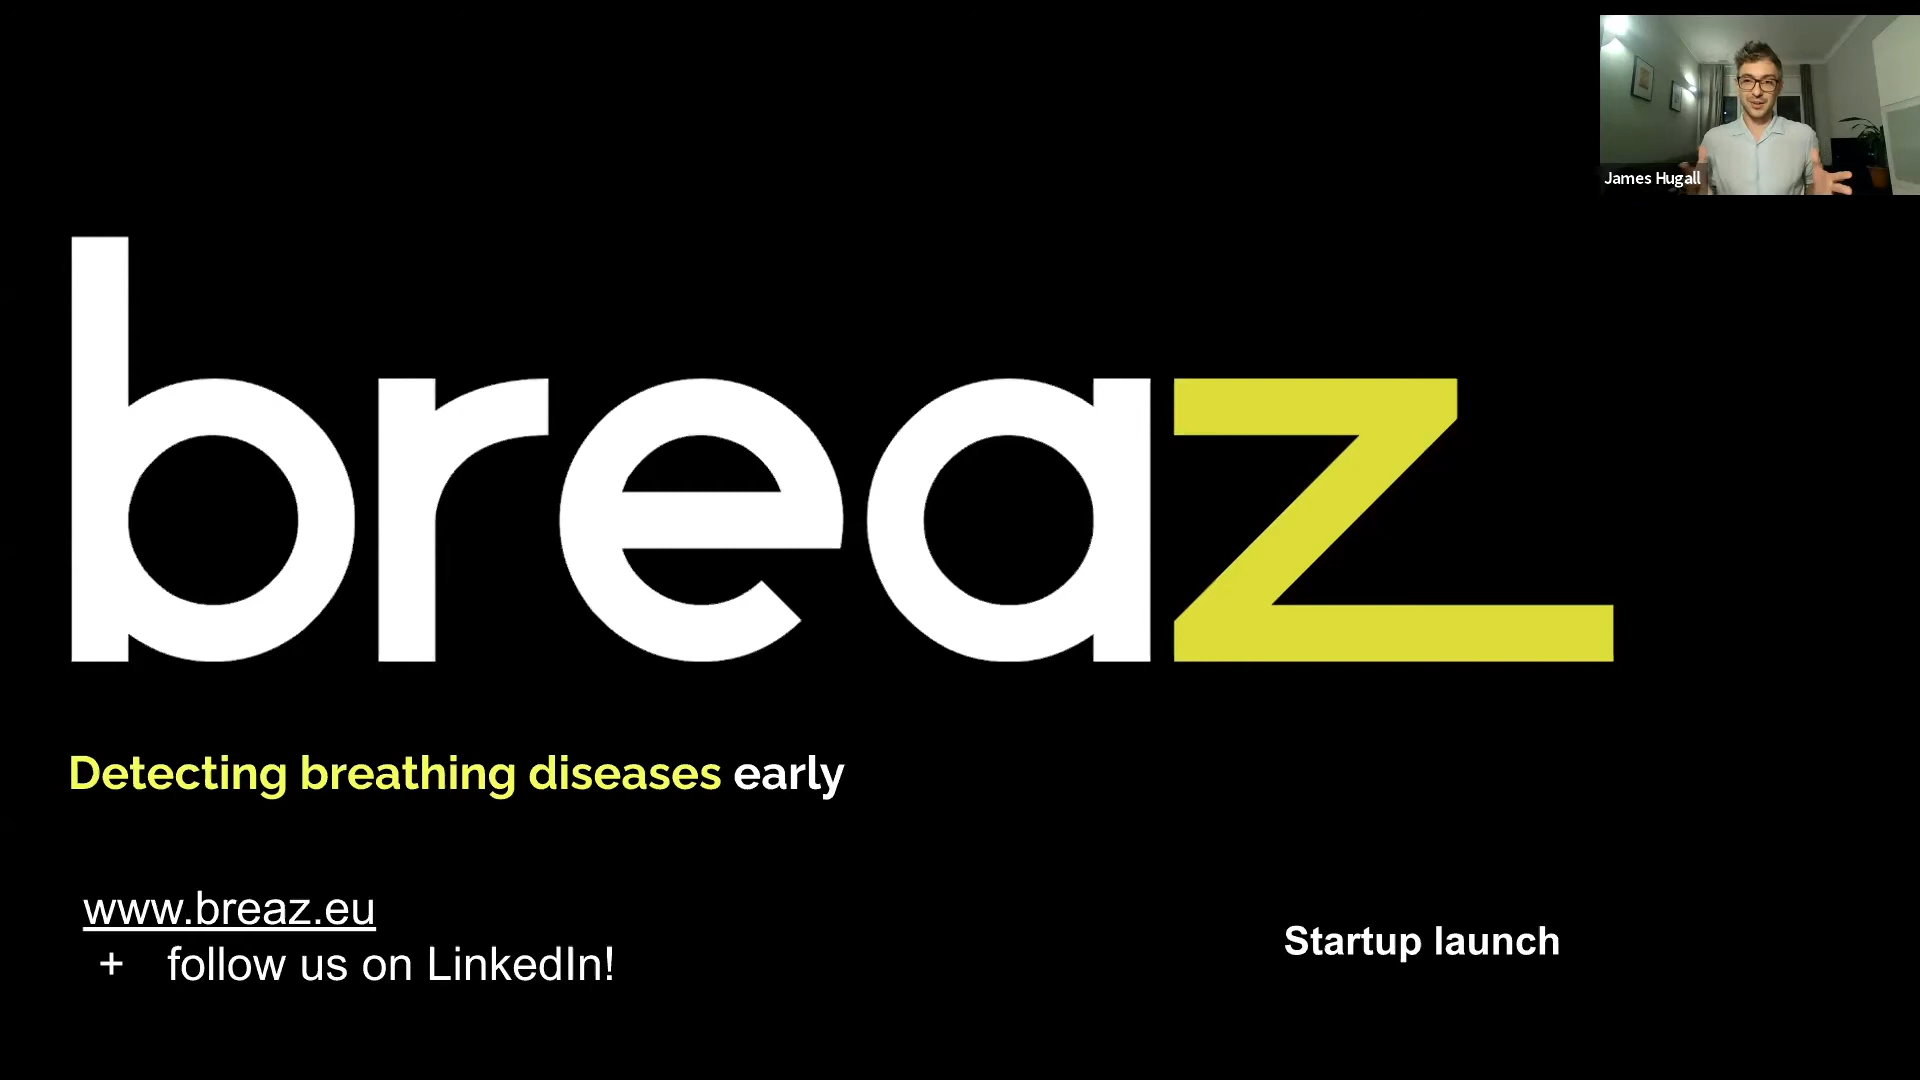 James Hugall
breaz
Detecting breathing diseases early
www.breaz.eu
+ follow us on LinkedIn!
Startup launch